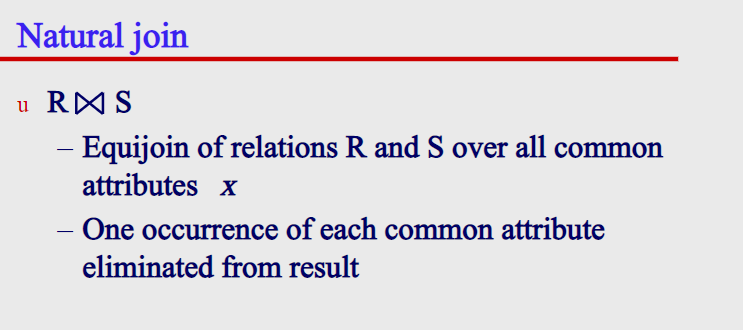 Natural join
u R ⋈ S
– Equijoin of relations R and S over all common
attributes x
– One occurrence of each common attribute
eliminated from result